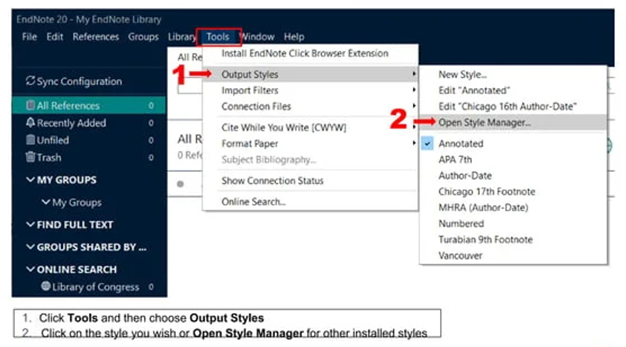 EndNote 20 - My EndNote Library
File Edit References Groups Library Tools Window Help
Sync Configuration
All References 0
Recently Added 0
Unfiled 0
Trash 0
MY GROUPS
My Groups
FIND FULL TEXT
GROUPS SHARED BY ...
ONLINE SEARCH
Library of Congress 0
All Re
All R
0 Refe
1
Install EndNote Click Browser Extension
Output Styles
Import Filters
Connection Files
Cite While You Write [CWYW]
Format Paper
Subject Bibliography...
Show Connection Status
Online Search...
2
New Style...
Edit "Annotated"
Edit "Chicago 16th Author-Date"
Open Style Manager...
Annotated
APA 7th
Author-Date
Chicago 17th Footnote
MHRA (Author-Date)
Numbered
Turabian 9th Footnote
Vancouver
1. Click Tools and then choose Output Styles
2. Click on the style you wish or Open Style Manager for other installed styles